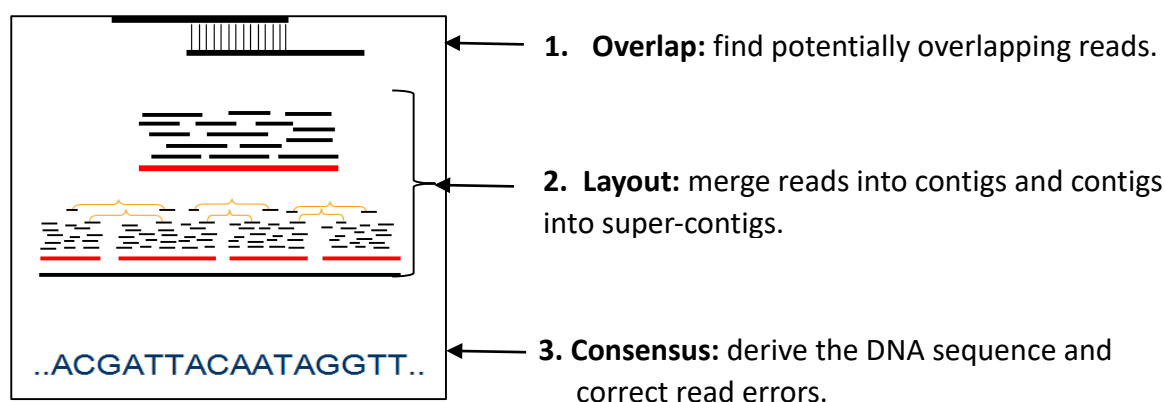 1. Overlap: find potentially overlapping reads.
2. Layout: merge reads into contigs and contigs
into super-contigs.
..ACGATTACAATAGGTT..
3. Consensus: derive the DNA sequence and
correct read errors.